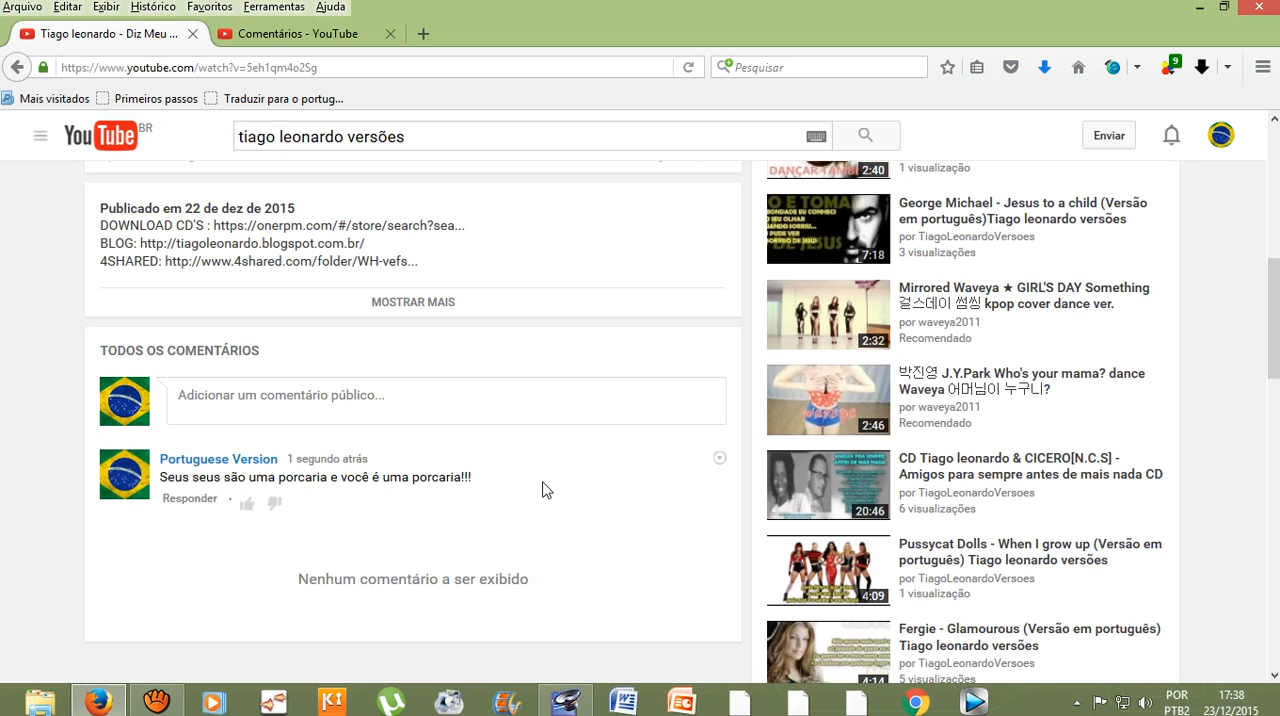 Arquivo Editar Exibir Histórico Favoritos Ferramentas Ajuda
Tiago leonardo - Diz Meu ... Comentários - YouTube
https://www.youtube.com/watch?v=5eh1qm4o2Sg Pesquisar 9
Mais visitados Primeiros passos Traduzir para o portug...
YouTube BR tiago leonardo versões Enviar
DANÇAR TAMBÉ 2:40 1 visualização
Publicado em 22 de dez de 2015
DOWNLOAD CD'S : https://onerpm.com/#/store/search?sea...
BLOG: http://tiagoleonardo.blogspot.com.br/
4SHARED: http://www.4shared.com/folder/WH-vefs...
MOSTRAR MAIS
TODOS OS COMENTÁRIOS
Adicionar um comentário público...
Portuguese Version 1 segundo atrás
Seus seus são uma porcaria e você é uma porcaria!!!
Responder ·
Nenhum comentário a ser exibido
George Michael - Jesus to a child (Versão
em português)Tiago leonardo versões
por TiagoLeonardoVersoes
3 visualizações
7:18
Mirrored Waveya ★ GIRL'S DAY Something
걸스데이 썸씽 kpop cover dance ver.
por waveya2011
Recomendado
2:32
박진영 J.Y.Park Who's your mama? dance
Waveya 어머님이 누구니?
por waveya2011
Recomendado
waveya
2:46
CD Tiago leonardo & CICERO[N.C.S] -
Amigos para sempre antes de mais nada CD
por TiagoLeonardoVersoes
6 visualizações
20:46
Pussycat Dolls - When I grow up (Versão em
português) Tiago leonardo versões
por TiagoLeonardoVersoes
1 visualização
4:09
Fergie - Glamourous (Versão em português)
Tiago leonardo versões
por TiagoLeonardoVersoes
5 visualizações
4:14
POR 17:38
PTB2 23/12/2015